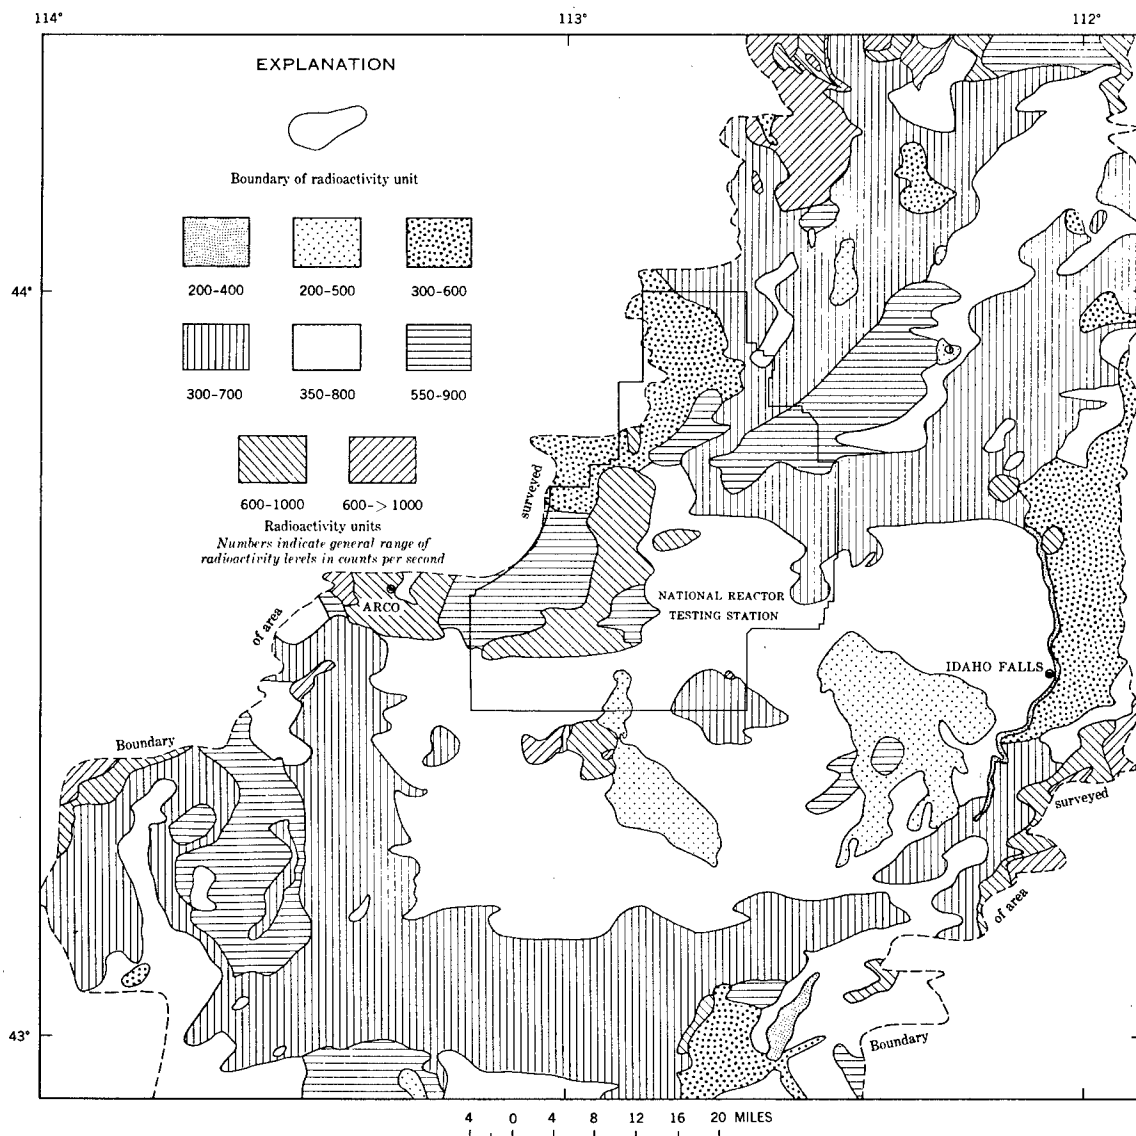 114° 113° 112°
EXPLANATION
Boundary of radioactivity unit
200-400 200-500 300-600
44°
300-700 350-800 550-900
600-1000 600-> 1000
Radioactivity units
Numbers indicate general range of
radioactivity levels in counts per second
surveyed
NATIONAL REACTOR
TESTING STATION
ARCO
of area
IDAHO FALLS
Boundary
surveyed
of area
43°
Boundary
4 0 4 8 12 16 20 MILES